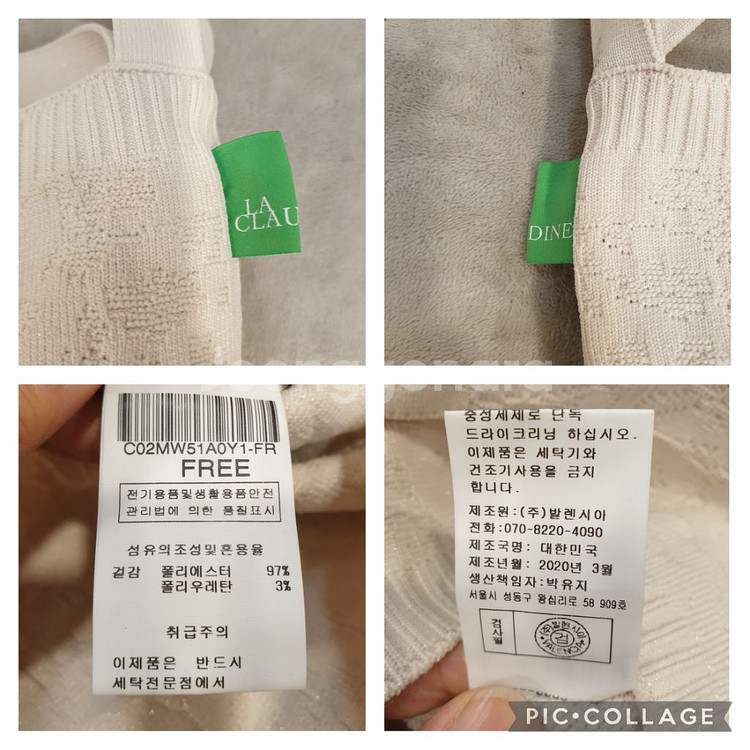 LA
CLAU
DINE
C02MW51A0Y1-FR
FREE
전기용품및생활용품안전
관리법에 의한 품질표시
섬유의조성및혼용율
겉감 폴리에스터 97%
폴리우레탄 3%
취급주의
이제품은 반드시
세탁전문점에서
중성세제로 단독
드라이크리닝 하십시오.
이제품은 세탁기와
건조기사용을 금지
합니다.
제조원:(주)발렌시아
전화:070-8220-4090
제조국명: 대한민국
제조년월: 2020년 3월
생산책임자:박유지
서울시 성동구 왕십리로 58 909호
검사필
(주)발렌시아
검
VALENCIA
joonggonara
PIC•COLLAGE